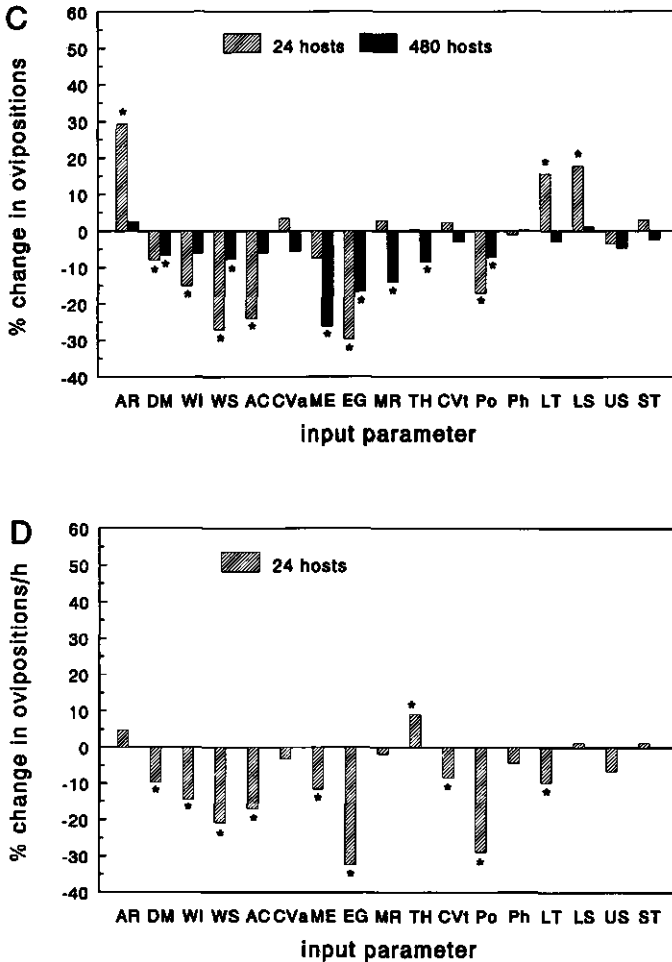 C
% change in ovipositions
24 hosts 480 hosts
60
50
40
30
20
10
0
-10
-20
-30
-40
* * * * * * * * * * * * * * * *
AR DM WI WS AC CVa ME EG MR TH CVt Po Ph LT LS US ST
input parameter
D
% change in ovipositions/h
24 hosts
60
50
40
30
20
10
0
-10
-20
-30
-40
* * * * * * * * * *
AR DM WI WS AC CVa ME EG MR TH CVt Po Ph LT LS US ST
input parameter